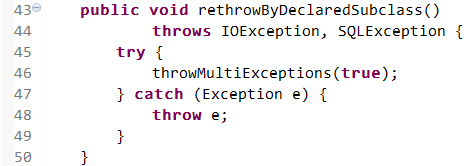 43 public void rethrowByDeclaredSubclass()
44 throws IOException, SQLException {
45 try {
46 throwMultiExceptions(true);
47 } catch (Exception e) {
48 throw e;
49 }
50 }